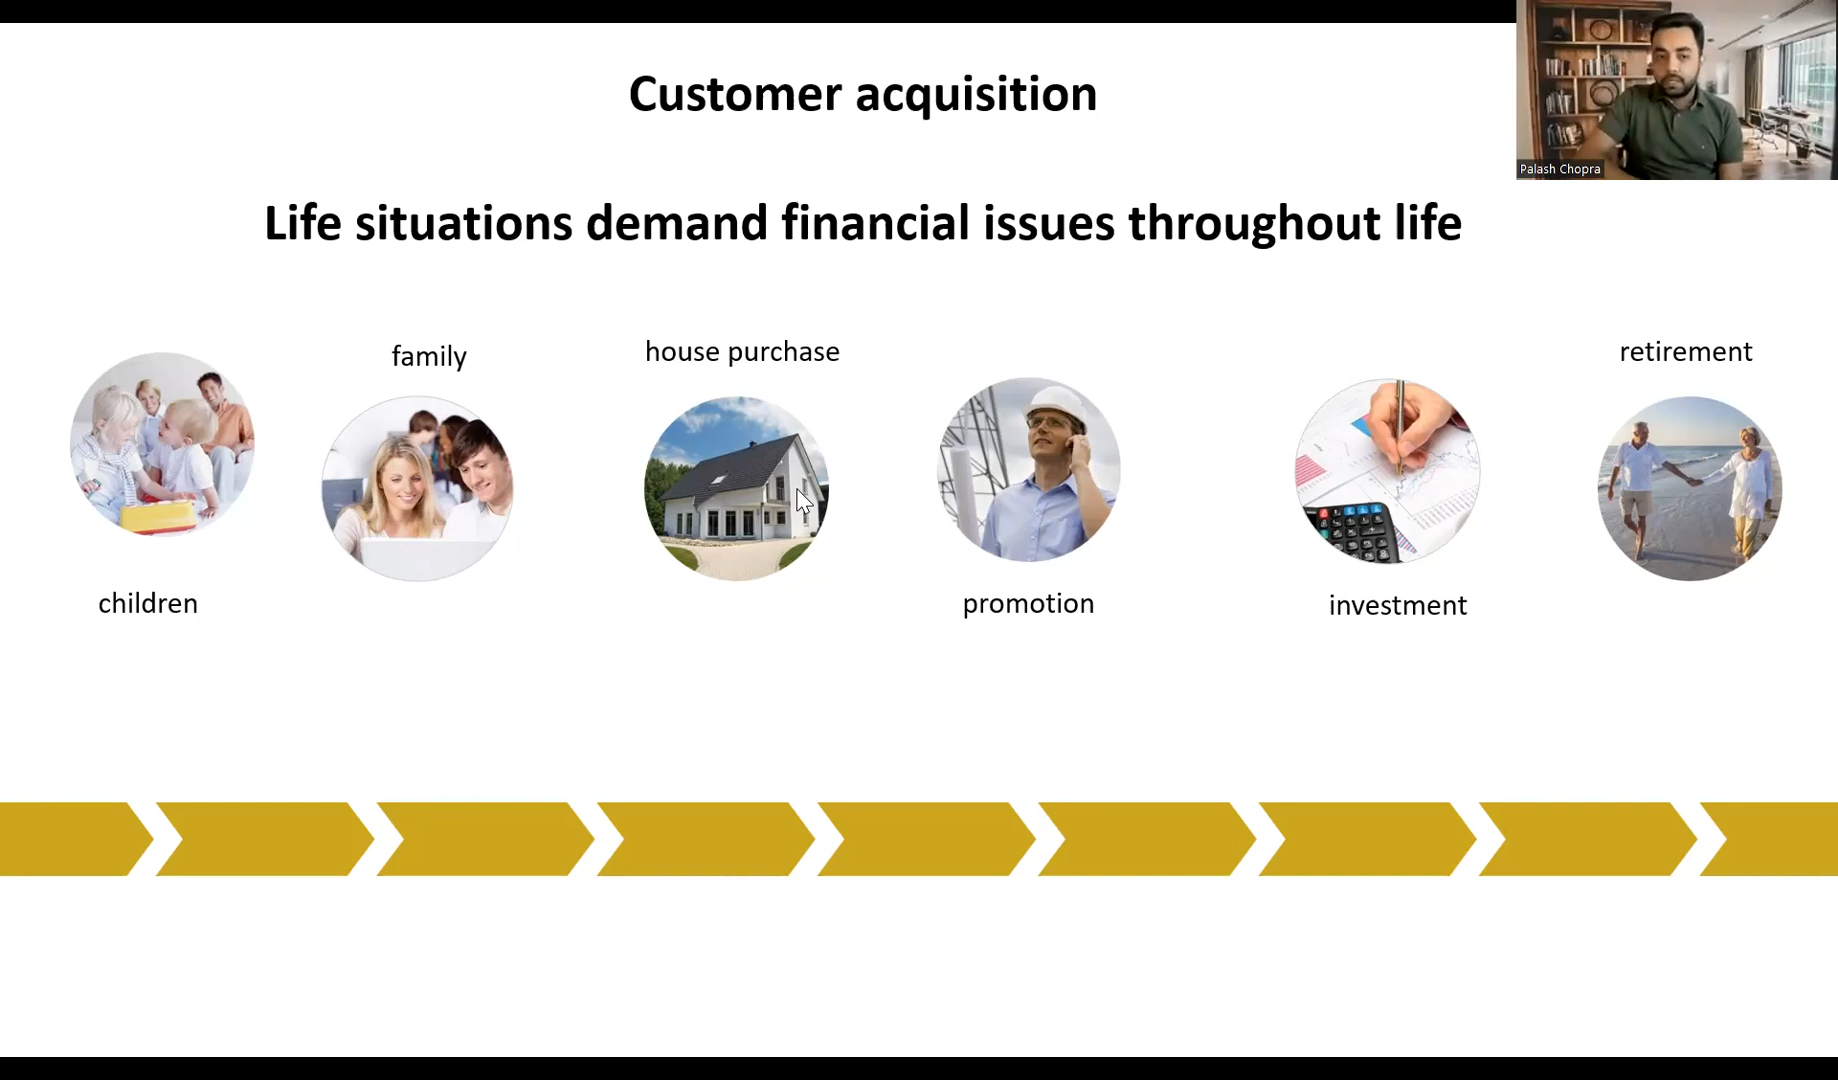 Customer acquisition
Palash Chopra
Life situations demand financial issues throughout life
family
house purchase
retirement
children
promotion
investment